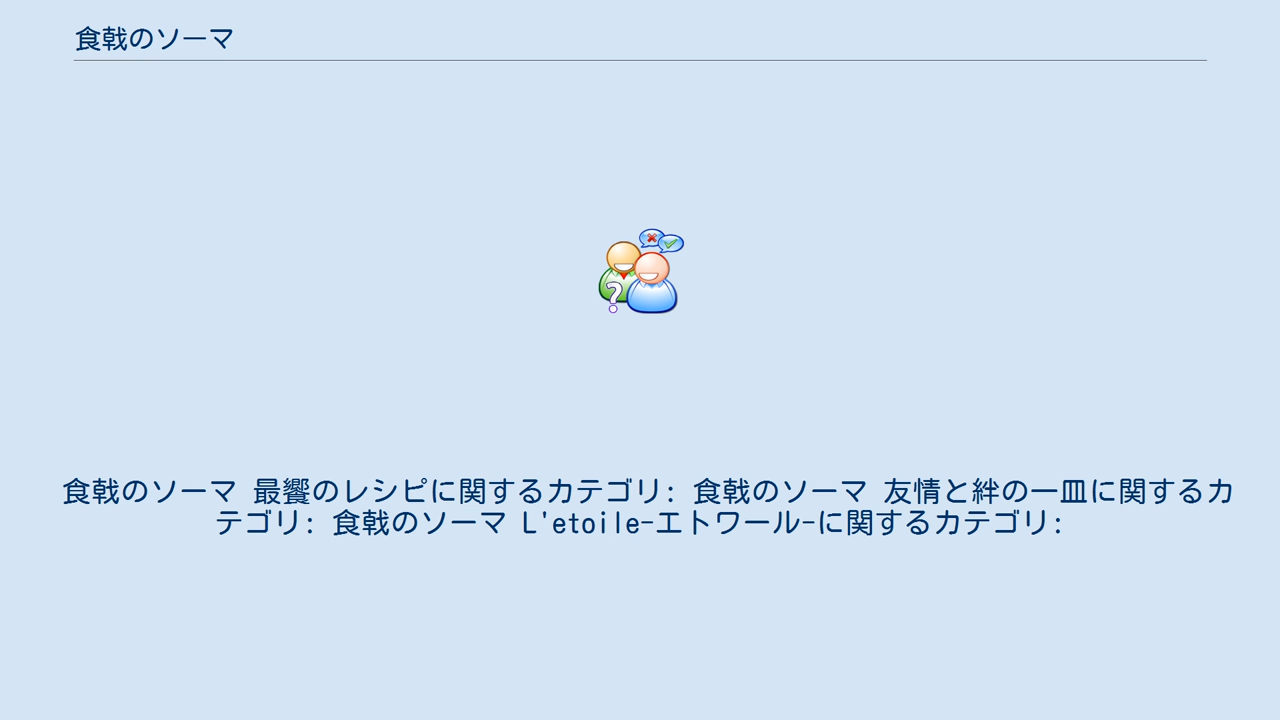 食戟のソーマ
食戟のソーマ 最饗のレシピに関するカテゴリ: 食戟のソーマ 友情と絆の一皿に関するカ
テゴリ: 食戟のソーマ L'etoile-エトワール-に関するカテゴリ: